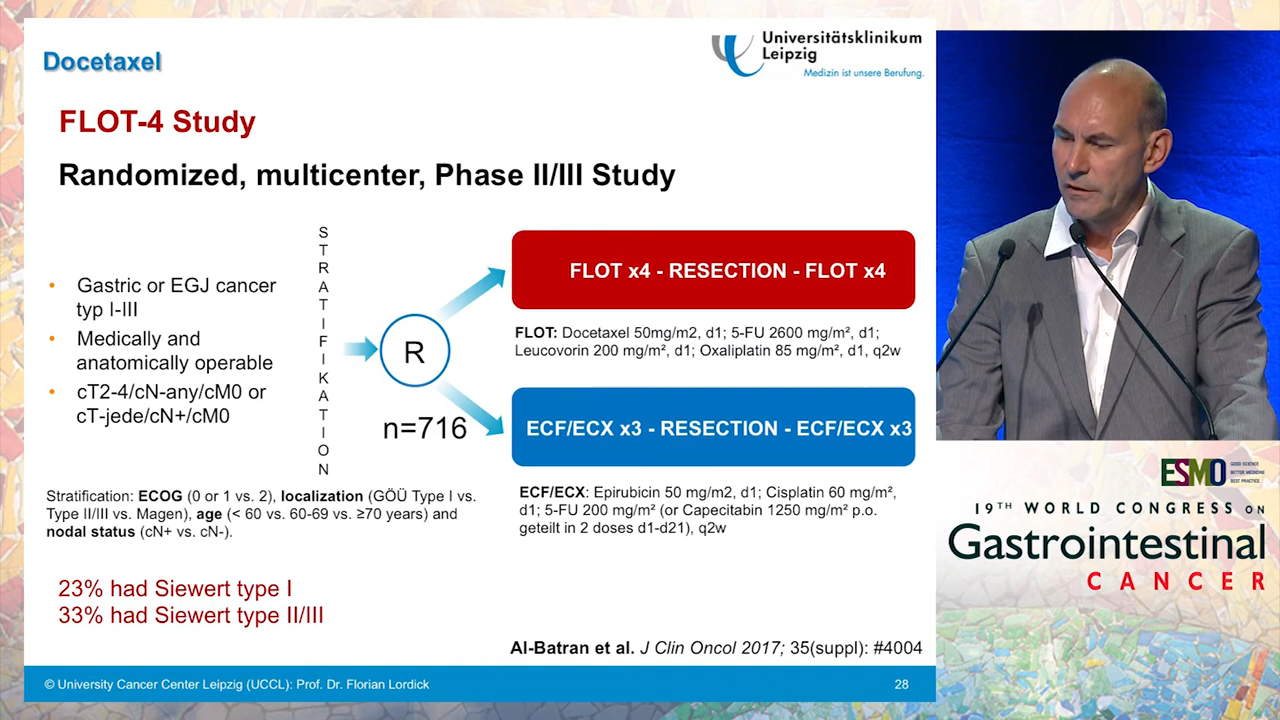 Docetaxel
Universitätsklinikum
Leipzig
Medizin ist unsere Berufung.
FLOT-4 Study
Randomized, multicenter, Phase II/III Study
• Gastric or EGJ cancer
typ I-III
• Medically and
anatomically operable
• cT2-4/cN-any/cM0 or
cT-jede/cN+/cM0
S
T
R
A
T
I
F
I
K
A
T
I
O
N
R
n=716
FLOT x4 - RESECTION - FLOT x4
FLOT: Docetaxel 50mg/m2, d1; 5-FU 2600 mg/m², d1;
Leucovorin 200 mg/m², d1; Oxaliplatin 85 mg/m², d1, q2w
ECF/ECX x3 - RESECTION - ECF/ECX x3
ECF/ECX: Epirubicin 50 mg/m2, d1; Cisplatin 60 mg/m²,
d1; 5-FU 200 mg/m² (or Capecitabin 1250 mg/m² p.o.
geteilt in 2 doses d1-d21), q2w
Stratification: ECOG (0 or 1 vs. 2), localization (GÖÜ Type I vs.
Type II/III vs. Magen), age (< 60 vs. 60-69 vs. ≥70 years) and
nodal status (cN+ vs. cN-).
23% had Siewert type I
33% had Siewert type II/III
Al-Batran et al. J Clin Oncol 2017; 35(suppl): #4004
© University Cancer Center Leipzig (UCCL): Prof. Dr. Florian Lordick
28
ESMO
GOOD SCIENCE
BETTER MEDICINE
BEST PRACTICE
19TH WORLD CONGRESS ON
Gastrointestinal
CANCER